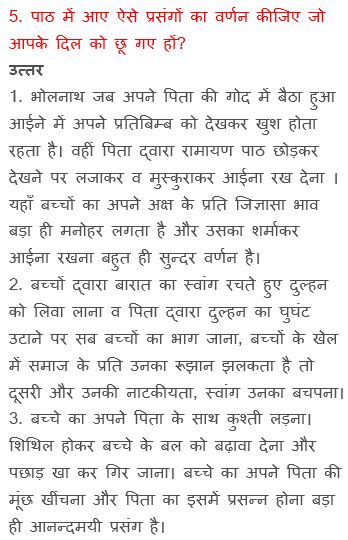 5. पाठ में आए ऐसे प्रसंगों का वर्णन कीजिए जो
आपके दिल को छू गए हों?
उत्तर
1. भोलनाथ जब अपने पिता की गोद में बैठा हुआ
आईने में अपने प्रतिबिम्ब को देखकर खुश होता
रहता है। वहीं पिता द्वारा रामायण पाठ छोड़कर
देखने पर लजाकर व मुस्कुराकर आईना रख देना ।
यहाँ बच्चों का अपने अक्ष के प्रति जिज्ञासा भाव
बड़ा ही मनोहर लगता है और उसका शर्माकर
आईना रखना बहुत ही सुन्दर वर्णन है।
2. बच्चों द्वारा बारात का स्वांग रचते हुए दुल्हन
को लिवा लाना व पिता द्वारा दुल्हन का घुघंट
उटाने पर सब बच्चों का भाग जाना, बच्चों के खेल
में समाज के प्रति उनका रूझान झलकता है तो
दूसरी और उनकी नाटकीयता, स्वांग उनका बचपना।
3. बच्चे का अपने पिता के साथ कुश्ती लड़ना।
शिथिल होकर बच्चे के बल को बढ़ावा देना और
पछाड़ खा कर गिर जाना। बच्चे का अपने पिता की
मूंछ खींचना और पिता का इसमें प्रसन्न होना बड़ा
ही आनन्दमयी प्रसंग है।